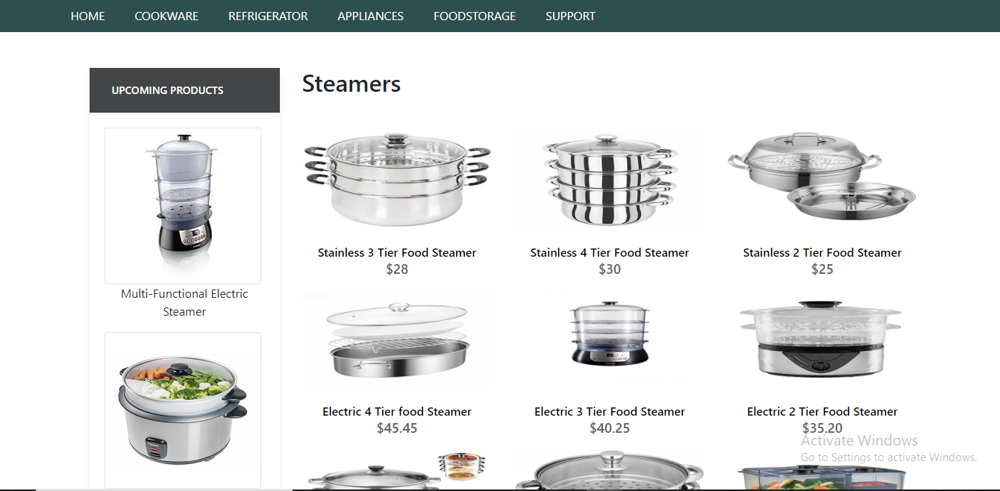 HOME COOKWARE REFRIGERATOR APPLIANCES FOODSTORAGE SUPPORT
UPCOMING PRODUCTS
Multi-Functional Electric
Steamer
Steamers
Stainless 3 Tier Food Steamer
$28
Stainless 4 Tier Food Steamer
$30
Stainless 2 Tier Food Steamer
$25
Electric 4 Tier food Steamer
$45.45
Electric 3 Tier Food Steamer
$40.25
Electric 2 Tier Food Steamer
$35.20
Activate Windows
Go to Settings to activate Windows.